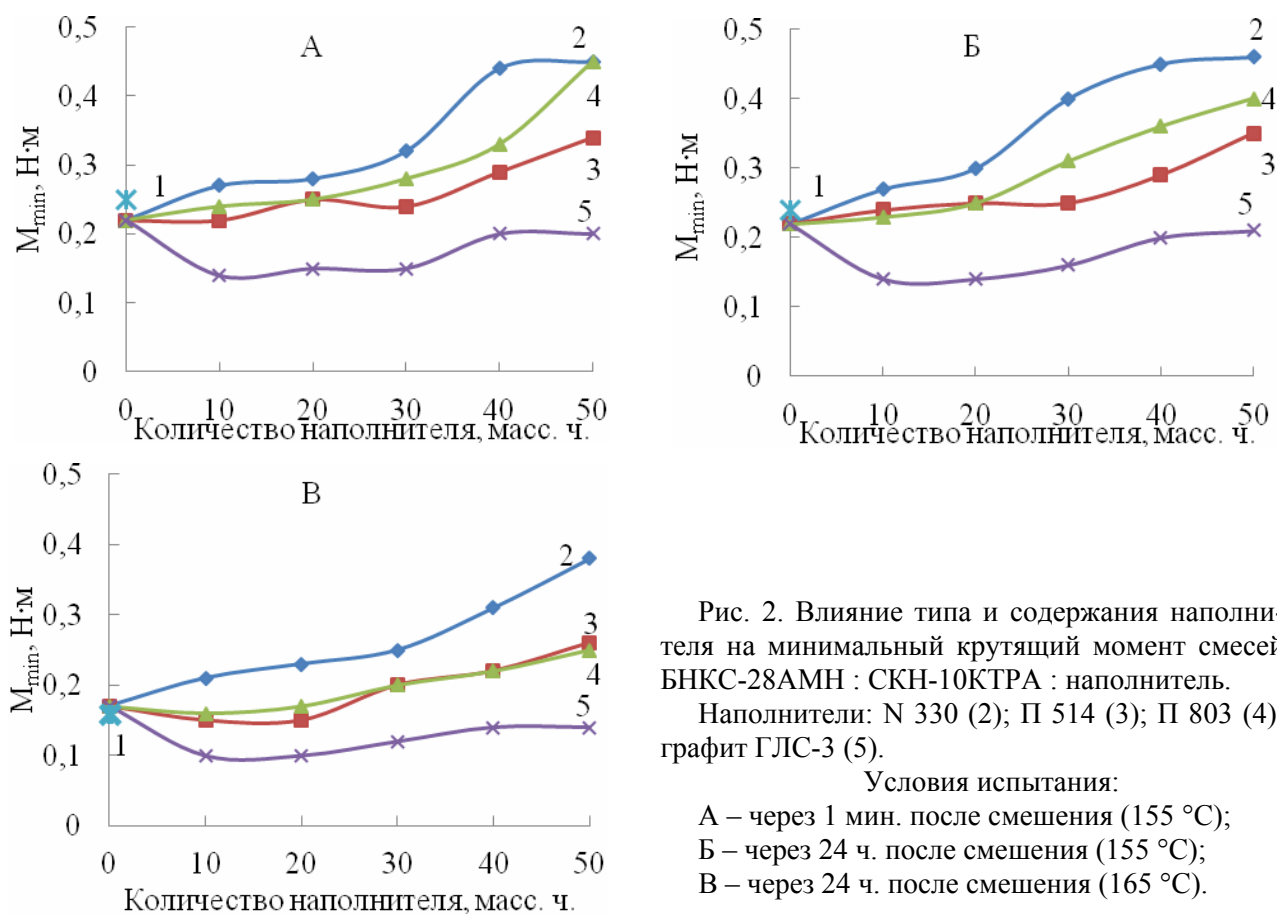 0,5
0,4
0,3
0,2
0,1
0
M_min, Н·м
А
1
2
4
3
5
0 10 20 30 40 50
Количество наполнителя, масс. ч.
0,5
0,4
0,3
0,2
0,1
0
M_min, Н·м
Б
1
2
4
3
5
0 10 20 30 40 50
Количество наполнителя, масс. ч.
0,5
0,4
0,3
0,2
0,1
0
M_min, Н·м
В
2
3
4
5
1
0 10 20 30 40 50
Количество наполнителя, масс. ч.
Рис. 2. Влияние типа и содержания наполни-
теля на минимальный крутящий момент смесей
БНКС-28АМН : СКН-10КТРА : наполнитель.
Наполнители: N 330 (2); П 514 (3); П 803 (4)
графит ГЛС-3 (5).
Условия испытания:
А – через 1 мин. после смешения (155 °С);
Б – через 24 ч. после смешения (155 °С);
В – через 24 ч. после смешения (165 °С).